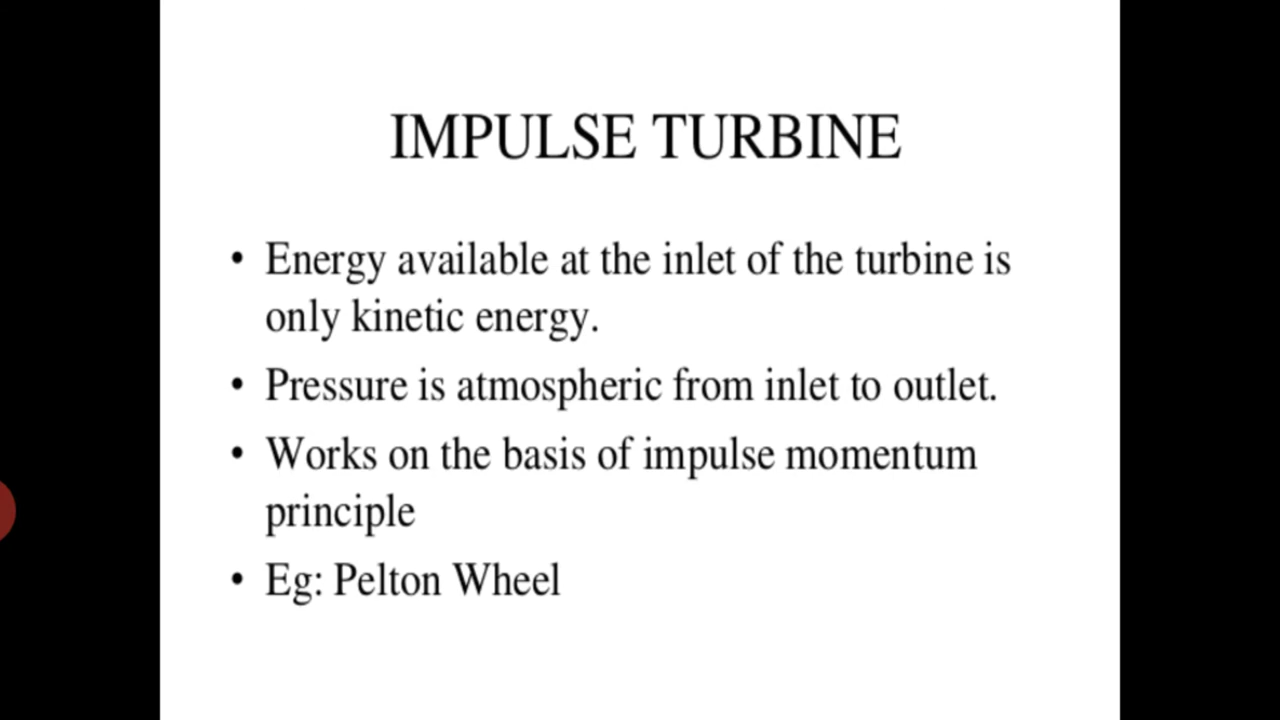 IMPULSE TURBINE
• Energy available at the inlet of the turbine is
only kinetic energy.
• Pressure is atmospheric from inlet to outlet.
• Works on the basis of impulse momentum
principle
• Eg: Pelton Wheel